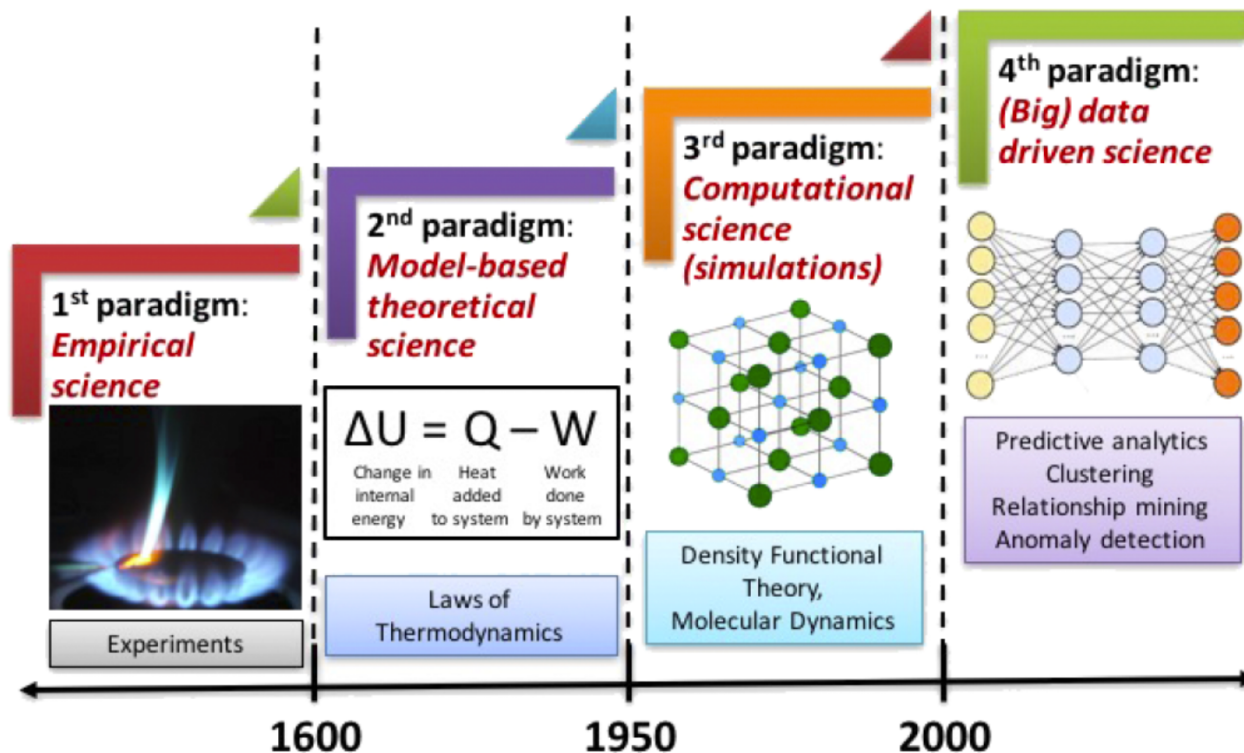 1st paradigm:
Empirical
science
Experiments
2nd paradigm:
Model-based
theoretical
science
ΔU = Q – W
Change in
internal
energy
Heat
added
to system
Work
done
by system
Laws of
Thermodynamics
3rd paradigm:
Computational
science
(simulations)
Density Functional
Theory,
Molecular Dynamics
4th paradigm:
(Big) data
driven science
Predictive analytics
Clustering
Relationship mining
Anomaly detection
1600
1950
2000